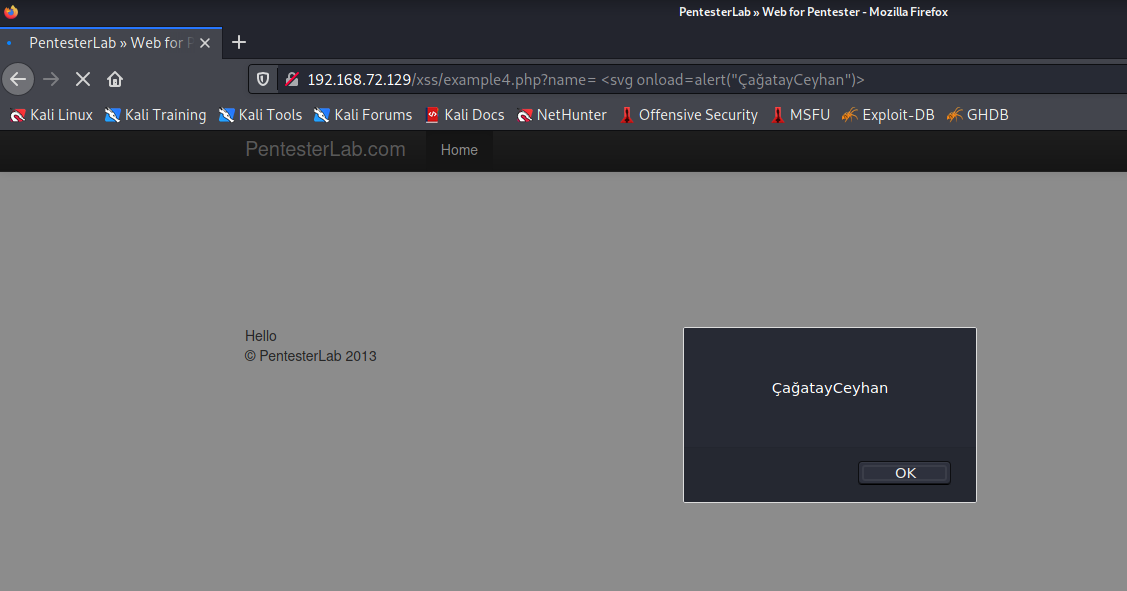 PentesterLab » Web for Pentester - Mozilla Firefox
PentesterLab » Web for P
192.168.72.129/xss/example4.php?name= <svg onload=alert("ÇağatayCeyhan")>
Kali Linux Kali Training Kali Tools Kali Forums Kali Docs NetHunter Offensive Security MSFU Exploit-DB GHDB
PentesterLab.com Home
Hello
© PentesterLab 2013
ÇağatayCeyhan
OK